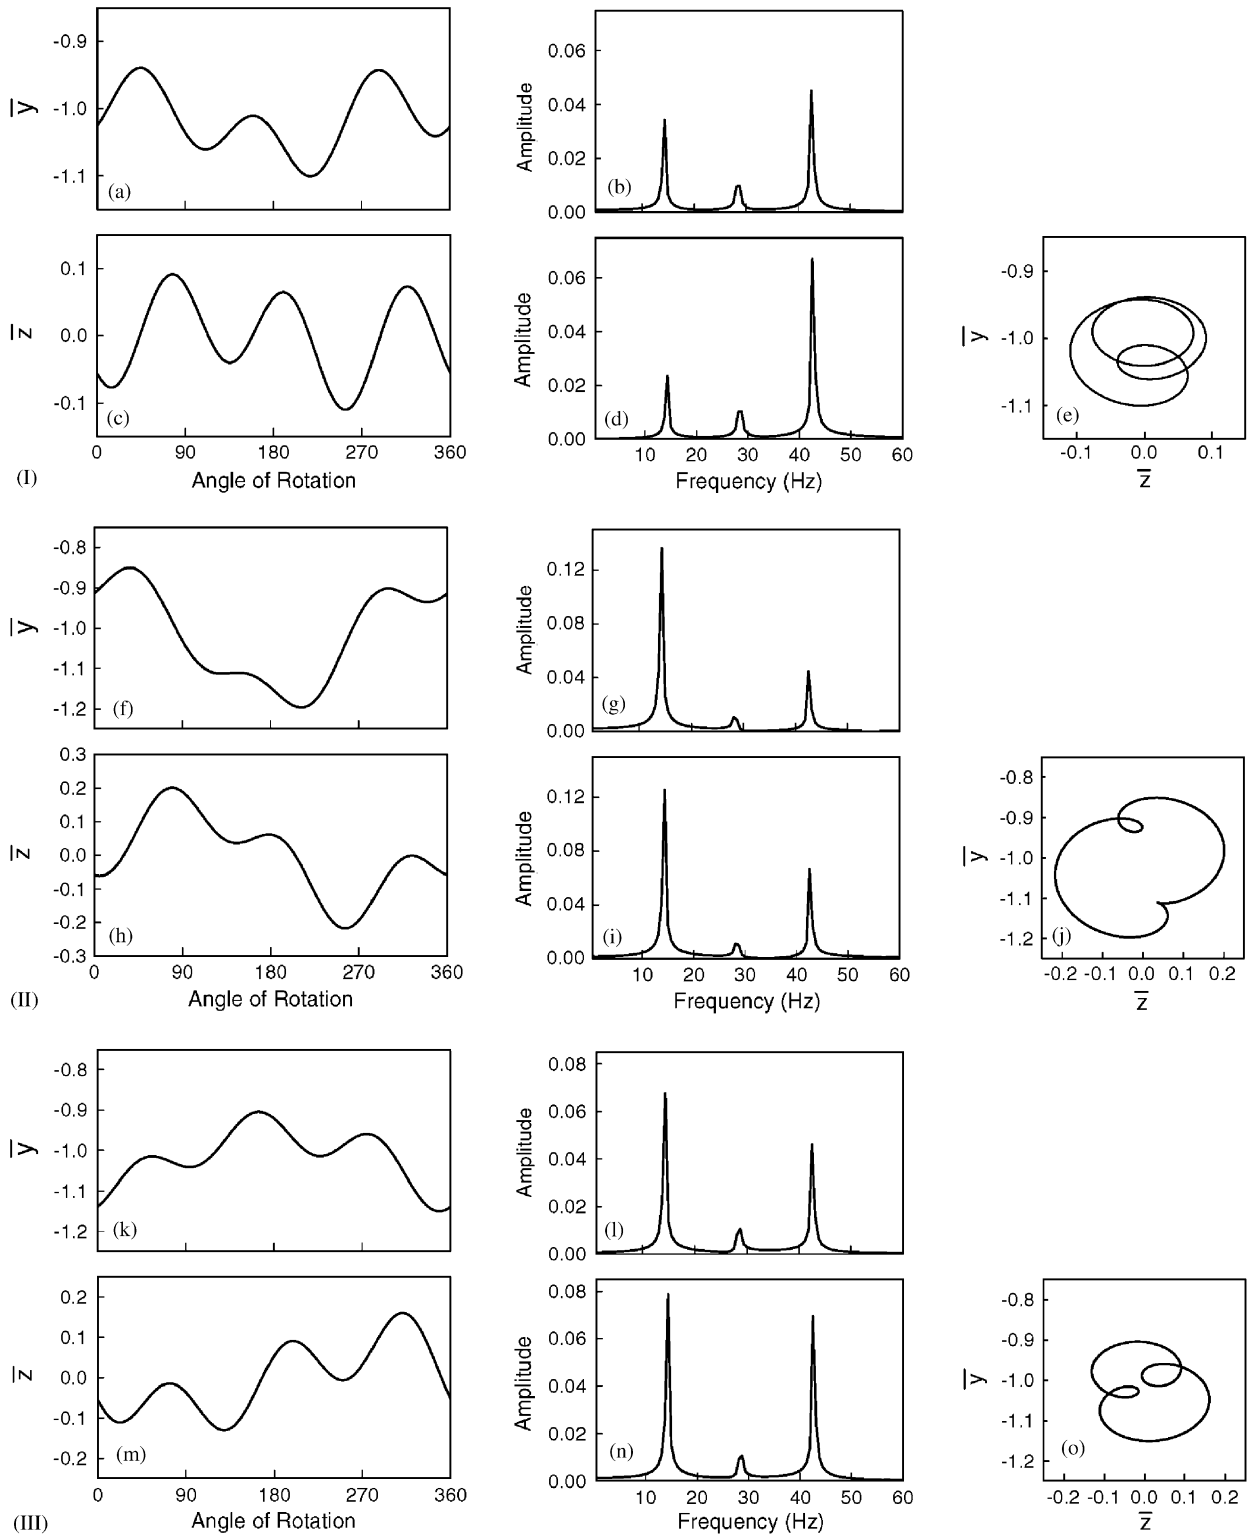 -0.9
-1.0
-1.1
y
(a)
0.06
0.04
0.02
0.00
Amplitude
(b)
0.1
0.0
-0.1
z
(c)
0 90 180 270 360
Angle of Rotation
0.06
0.04
0.02
0.00
Amplitude
(d)
10 20 30 40 50 60
Frequency (Hz)
-0.9
-1.0
-1.1
y
(e)
-0.1 0.0 0.1
z
(I)
-0.8
-0.9
-1.0
-1.1
-1.2
y
(f)
0.12
0.08
0.04
0.00
Amplitude
(g)
0.3
0.2
0.1
0.0
-0.1
-0.2
-0.3
z
(h)
0 90 180 270 360
Angle of Rotation
0.12
0.08
0.04
0.00
Amplitude
(i)
10 20 30 40 50 60
Frequency (Hz)
-0.8
-0.9
-1.0
-1.1
-1.2
y
(j)
-0.2 -0.1 0.0 0.1 0.2
z
(II)
-0.8
-0.9
-1.0
-1.1
-1.2
y
(k)
0.08
0.06
0.04
0.02
0.00
Amplitude
(l)
0.2
0.1
0.0
-0.1
-0.2
z
(m)
0 90 180 270 360
Angle of Rotation
0.08
0.06
0.04
0.02
0.00
Amplitude
(n)
10 20 30 40 50 60
Frequency (Hz)
-0.8
-0.9
-1.0
-1.1
-1.2
y
(o)
-0.2 -0.1 0.0 0.1 0.2
z
(III)